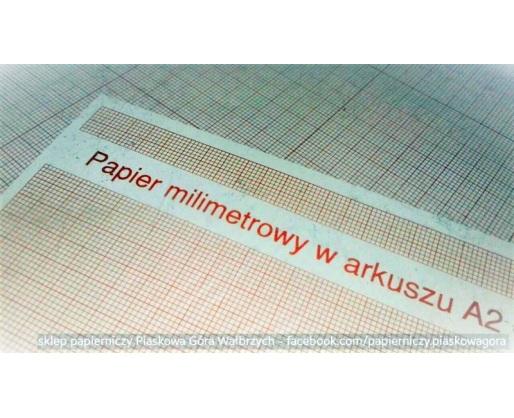 Papier milimetrowy w arkuszu A2
sklep papierniczy Piaskowa Góra Wałbrzych - facebook.com/papierniczy.piaskowagora